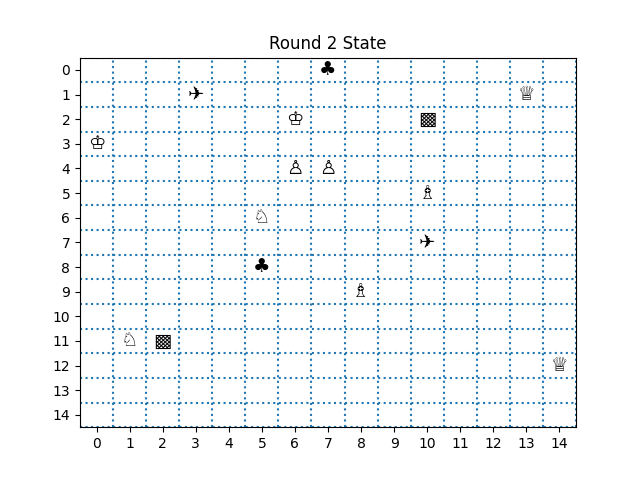 Round 2 State
0 ♣
1 ✈ ♕
2 ♔ ▩
3 ♔
4 ♙ ♙
5 ♗
6 ♘
7 ✈
8 ♣
9 ♗
10
11 ♘ ▩
12 ♕
13
14
0 1 2 3 4 5 6 7 8 9 10 11 12 13 14